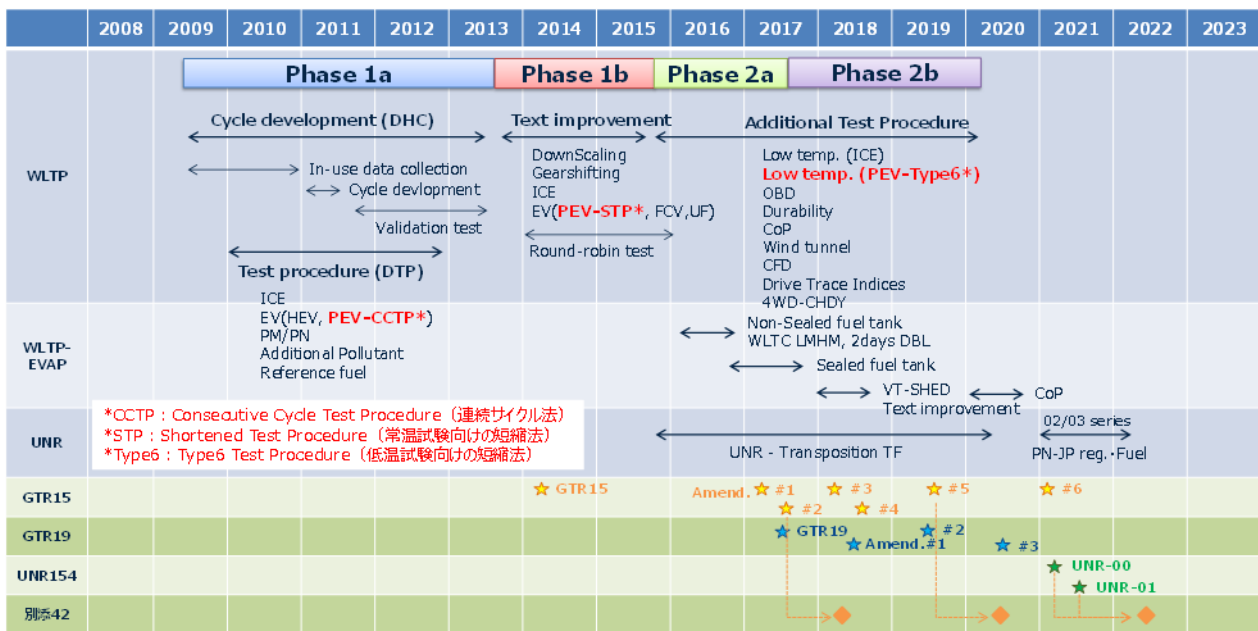 2008 2009 2010 2011 2012 2013 2014 2015 2016 2017 2018 2019 2020 2021 2022 2023
Phase 1a Phase 1b Phase 2a Phase 2b
WLTP
Cycle development (DHC)
In-use data collection
Cycle devlopment
Validation test
Test procedure (DTP)
ICE
EV(HEV, PEV-CCTP*)
PM/PN
Additional Pollutant
Reference fuel
Text improvement
DownScaling
Gearshifting
ICE
EV(PEV-STP*, FCV,UF)
Round-robin test
Additional Test Procedure
Low temp. (ICE)
Low temp. (PEV-Type6*)
OBD
Durability
CoP
Wind tunnel
CFD
Drive Trace Indices
4WD-CHDY
WLTP-
EVAP
Non-Sealed fuel tank
WLTC LMHM, 2days DBL
Sealed fuel tank
VT-SHED
Text improvement
CoP
*CCTP : Consecutive Cycle Test Procedure（連続サイクル法）
*STP : Shortened Test Procedure（常温試験向けの短縮法）
*Type6 : Type6 Test Procedure（低温試験向けの短縮法）
UNR
UNR - Transposition TF
02/03 series
PN-JP reg.・Fuel
GTR15
GTR15
Amend. #1 #3 #5 #6
#2 #4
GTR19
GTR19 #2
Amend.#1 #3
UNR154
UNR-00
UNR-01
別添42